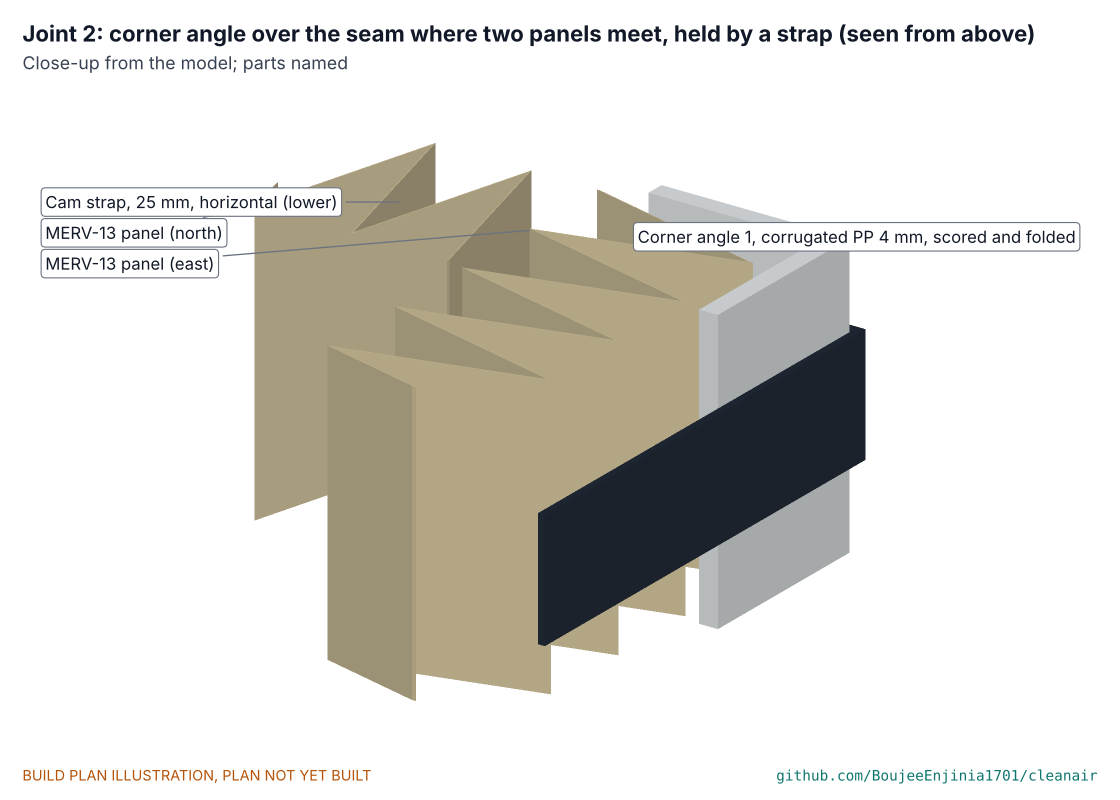 Joint 2: corner angle over the seam where two panels meet, held by a strap (seen from above)
Close-up from the model; parts named
Cam strap, 25 mm, horizontal (lower)
MERV-13 panel (north)
Corner angle 1, corrugated PP 4 mm, scored and folded
MERV-13 panel (east)
BUILD PLAN ILLUSTRATION, PLAN NOT YET BUILT
github.com/BoujeeEnjinia1701/cleanair